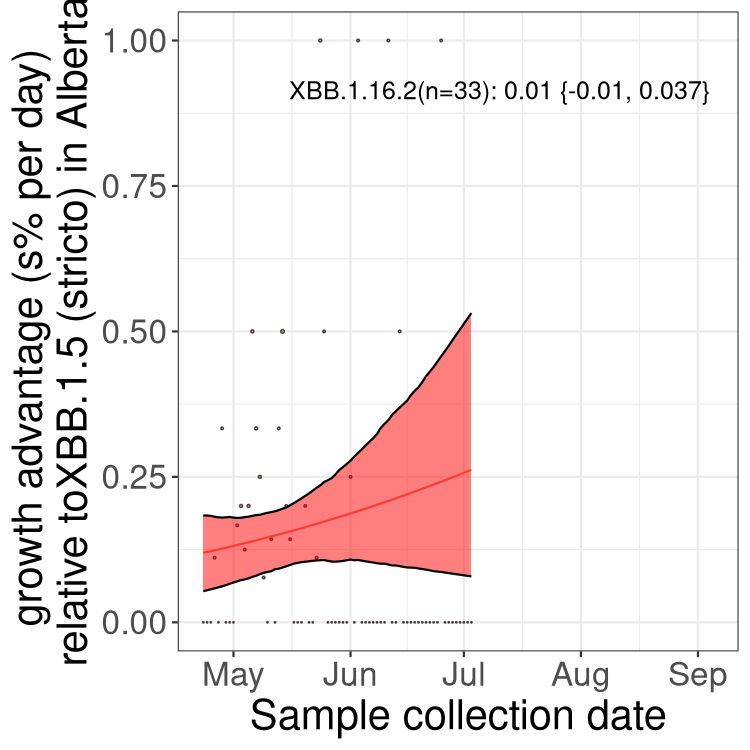 growth advantage (s% per day)
relative toXBB.1.5 (stricto) in Alberta
1.00
0.75
0.50
0.25
0.00
XBB.1.16.2(n=33): 0.01 {-0.01, 0.037}
May Jun Jul Aug Sep
Sample collection date